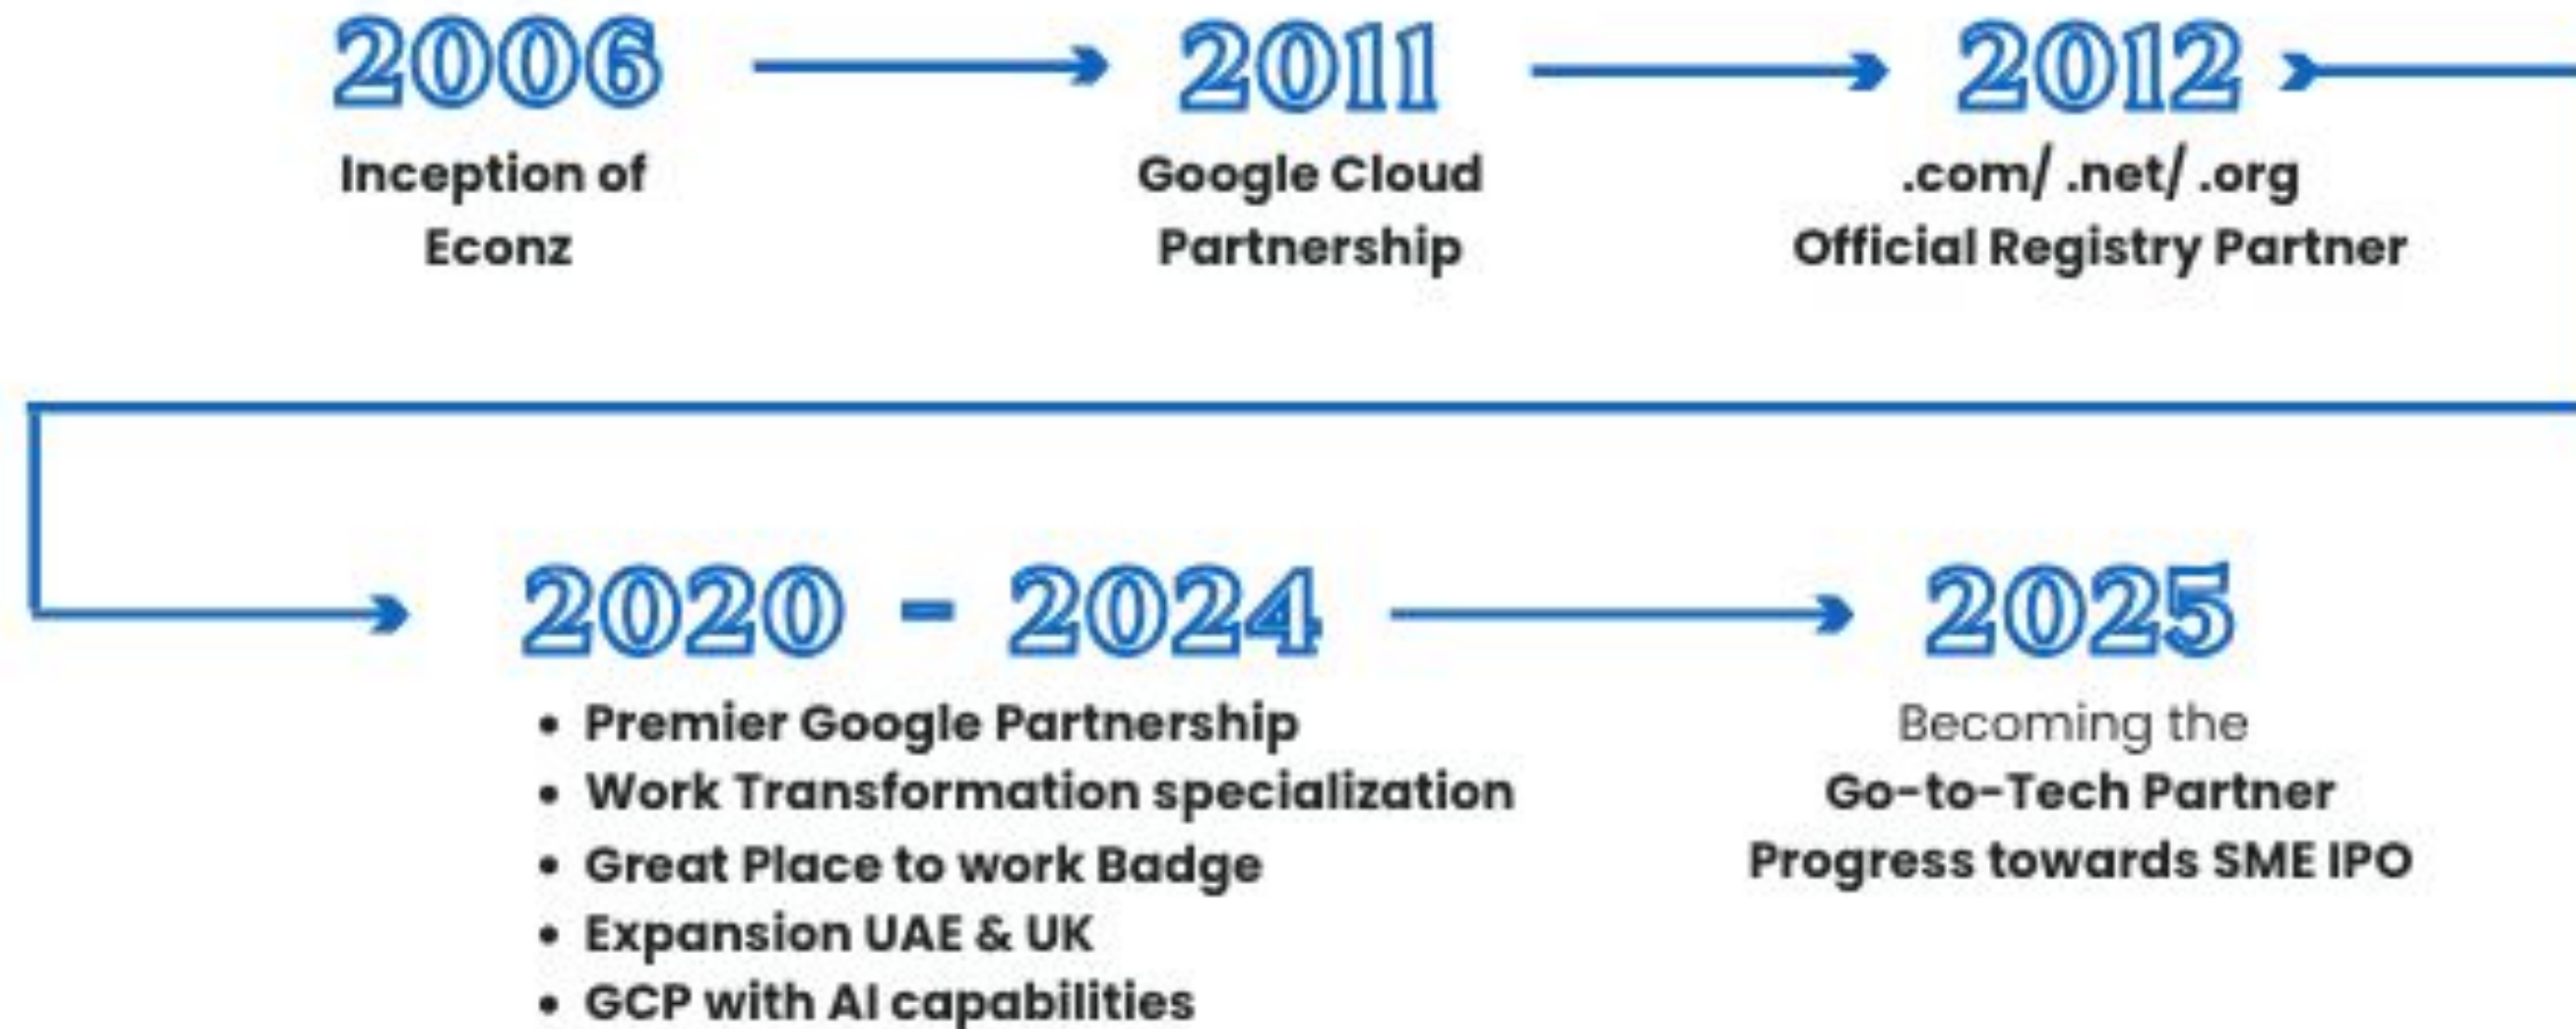 2006
2011
2012
Inception of
Econz
Google Cloud
Partnership
.com/ .net/ .org
Official Registry Partner
2020 - 2024
2025
• Premier Google Partnership
• Work Transformation specialization
• Great Place to work Badge
• Expansion UAE & UK
• GCP with AI capabilities
Becoming the
Go-to-Tech Partner
Progress towards SME IPO